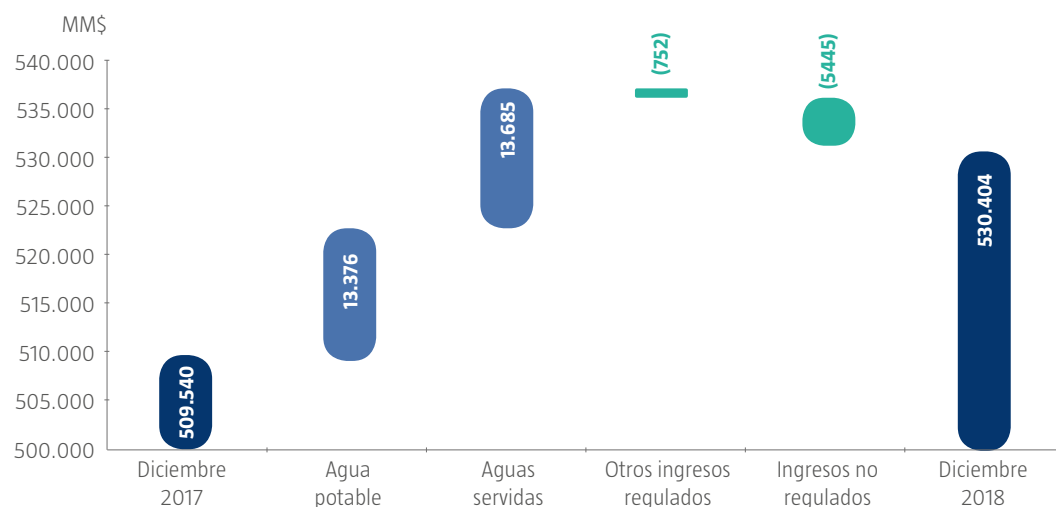 MM$
540.000
535.000
530.000
525.000
520.000
515.000
510.000
505.000
500.000
509.540
13.376
13.685
(752)
(5445)
530.404
Diciembre
2017
Agua
potable
Aguas
servidas
Otros ingresos
regulados
Ingresos no
regulados
Diciembre
2018